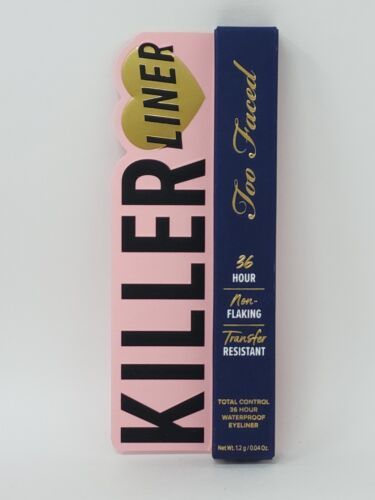 KILLER
LINER
Too Faced
36
HOUR
Non-
FLAKING
Transfer
RESISTANT
TOTAL CONTROL
36 HOUR
WATERPROOF
EYELINER
Net Wt. 1.2 g / 0.04 Oz.